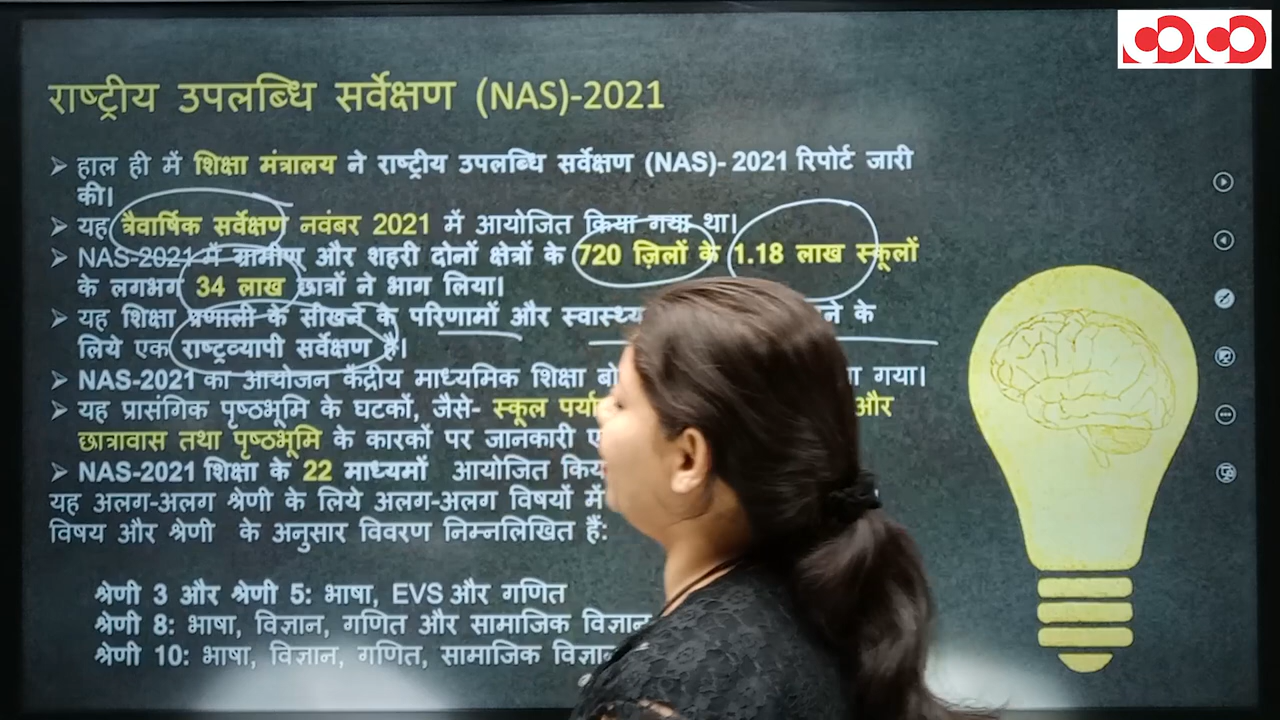 राष्ट्रीय उपलब्धि सर्वेक्षण (NAS)-2021
➢ हाल ही में शिक्षा मंत्रालय ने राष्ट्रीय उपलब्धि सर्वेक्षण (NAS)- 2021 रिपोर्ट जारी
की।
➢ यह त्रैवार्षिक सर्वेक्षण नवंबर 2021 में आयोजित किया गया था।
➢ NAS-2021 में ग्रामीण और शहरी दोनों क्षेत्रों के 720 ज़िलों के 1.18 लाख स्कूलों
के लगभग 34 लाख छात्रों ने भाग लिया।
➢ यह शिक्षा प्रणाली के सीखने के परिणामों और के
लिये एक राष्ट्रव्यापी सर्वेक्षण है।
➢ NAS-2021 का आयोजन केंद्रीय माध्यमिक शिक्षा गया।
➢ यह प्रासंगिक पृष्ठभूमि के घटकों, जैसे- स्कूल और
छात्रावास तथा पृष्ठभूमि के कारकों पर जानकारी
➢ NAS-2021 शिक्षा के 22 माध्यमों आयोजित
यह अलग-अलग श्रेणी के लिये अलग-अलग विषयों में
विषय और श्रेणी के अनुसार विवरण निम्नलिखित हैं:
श्रेणी 3 और श्रेणी 5: भाषा, EVS और गणित
श्रेणी 8: भाषा, विज्ञान, गणित और सामाजिक विज्ञान
श्रेणी 10: भाषा, विज्ञान, गणित, सामाजिक